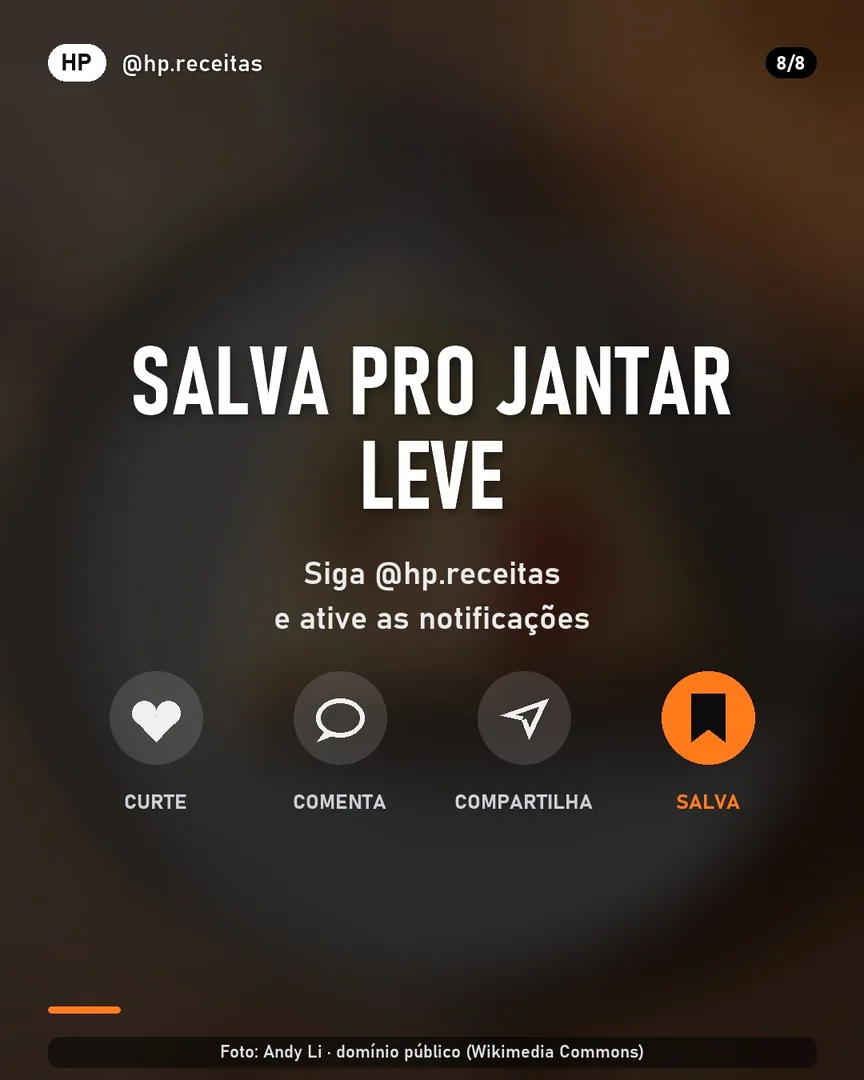 HP @hp.receitas 8/8
SALVA PRO JANTAR
LEVE
Siga @hp.receitas
e ative as notificações
CURTE COMENTA COMPARTILHA SALVA
Foto: Andy Li · domínio público (Wikimedia Commons)